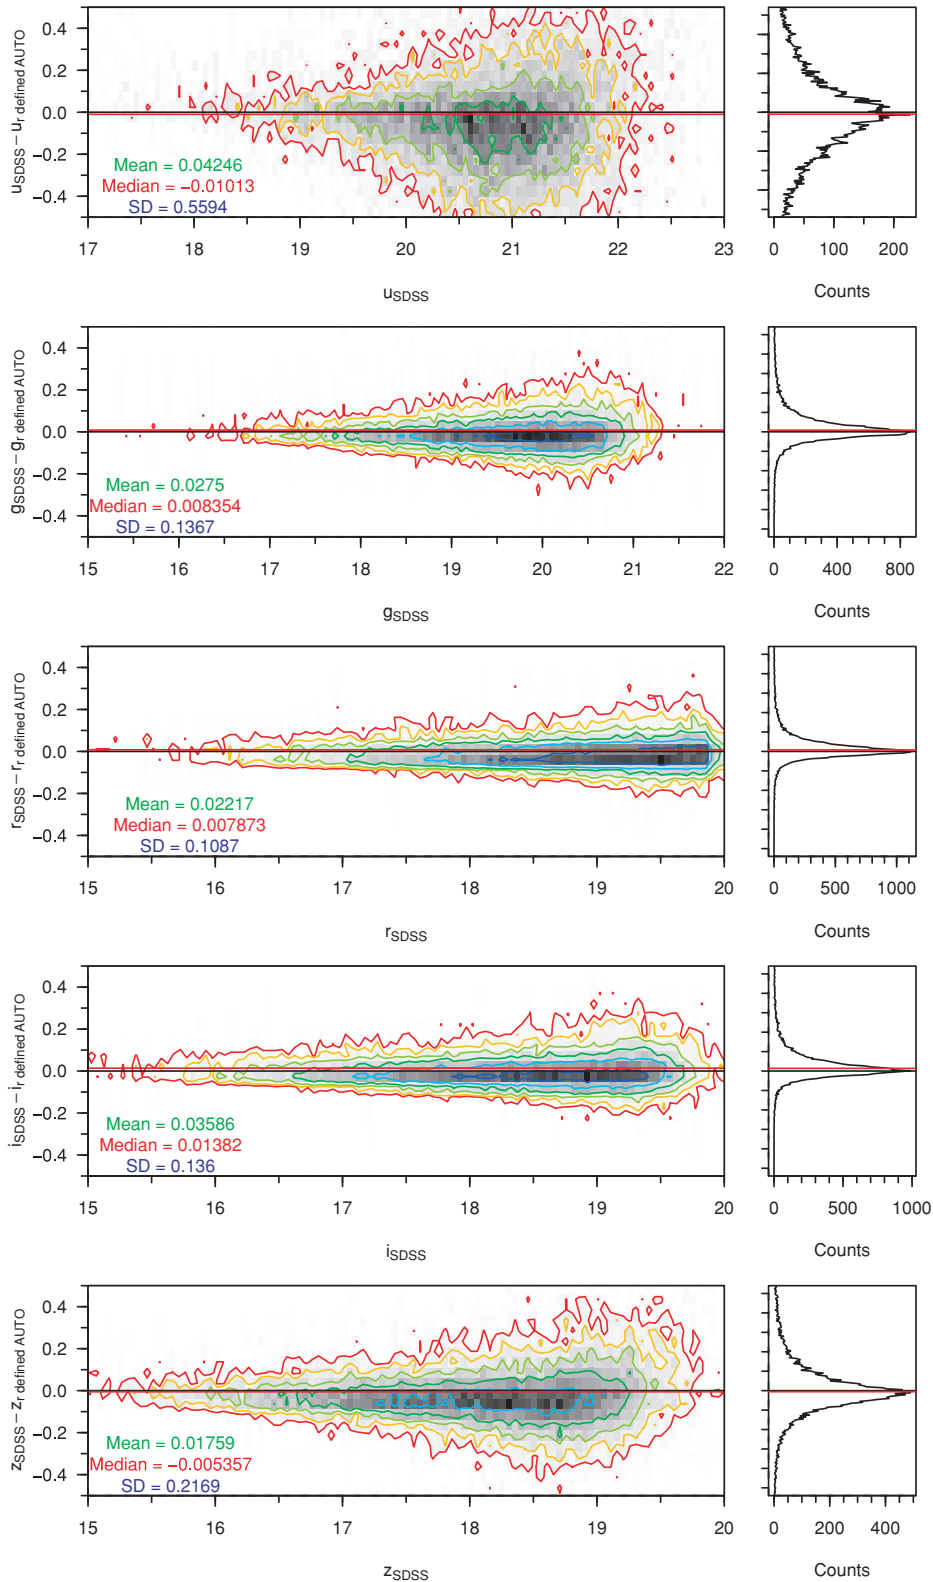 uSDSS − ur defined AUTO
0.4
0.2
0.0
−0.2
−0.4
Mean = 0.04246
Median = −0.01013
SD = 0.5594
17 18 19 20 21 22 23
0 100 200
uSDSS
Counts
gSDSS − gr defined AUTO
0.4
0.2
0.0
−0.2
−0.4
Mean = 0.0275
Median = 0.008354
SD = 0.1367
15 16 17 18 19 20 21 22
0 400 800
gSDSS
Counts
rSDSS − rr defined AUTO
0.4
0.2
0.0
−0.2
−0.4
Mean = 0.02217
Median = 0.007873
SD = 0.1087
15 16 17 18 19 20
0 500 1000
rSDSS
Counts
iSDSS − ir defined AUTO
0.4
0.2
0.0
−0.2
−0.4
Mean = 0.03586
Median = 0.01382
SD = 0.136
15 16 17 18 19 20
0 500 1000
iSDSS
Counts
zSDSS − zr defined AUTO
0.4
0.2
0.0
−0.2
−0.4
Mean = 0.01759
Median = −0.005357
SD = 0.2169
15 16 17 18 19 20
0 200 400
zSDSS
Counts